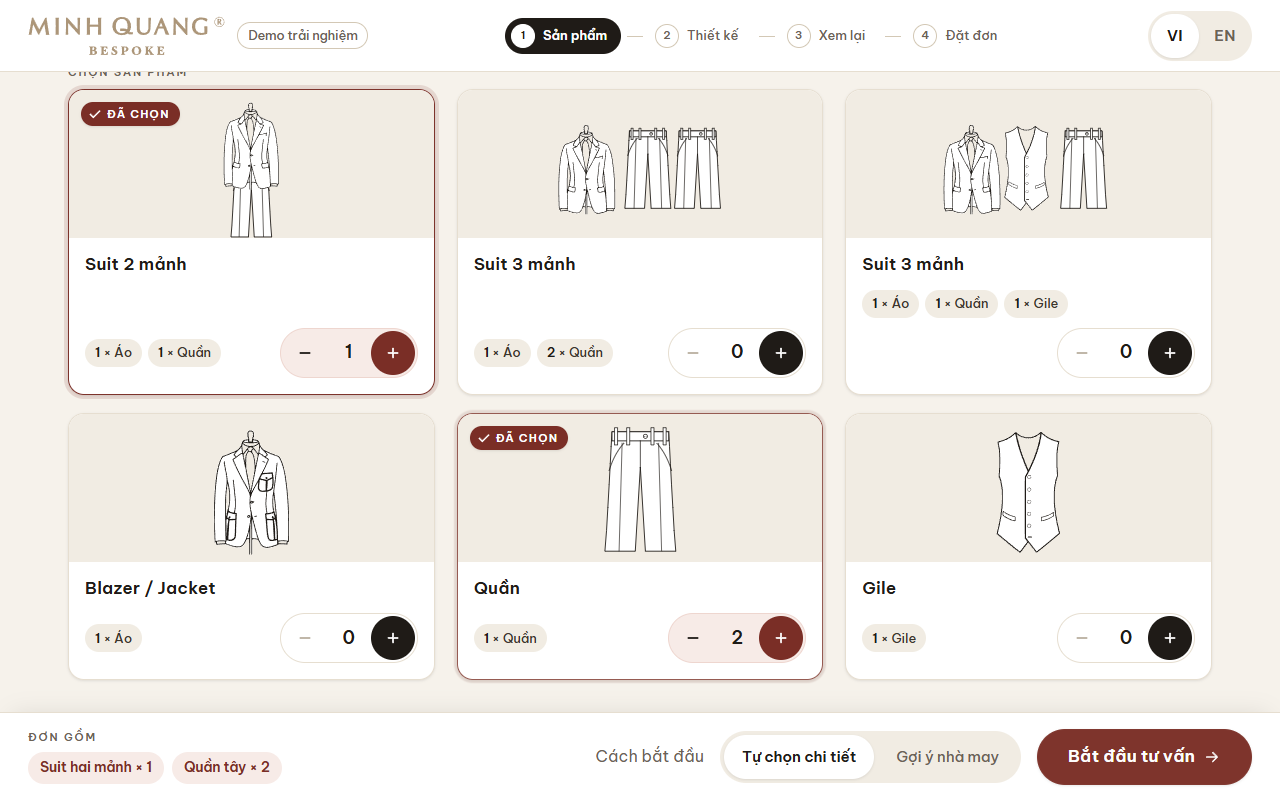 MINH QUANG®
BESPOKE
Demo trải nghiệm
1 Sản phẩm
2 Thiết kế
3 Xem lại
4 Đặt đơn
VI EN
CHỌN SẢN PHẨM
ĐÃ CHỌN
Suit 2 mảnh
1 × Áo 1 × Quần
− 1 +
Suit 3 mảnh
1 × Áo 2 × Quần
− 0 +
Suit 3 mảnh
1 × Áo 1 × Quần 1 × Gile
− 0 +
Blazer / Jacket
1 × Áo
− 0 +
ĐÃ CHỌN
Quần
1 × Quần
− 2 +
Gile
1 × Gile
− 0 +
ĐƠN GỒM
Suit hai mảnh × 1 Quần tây × 2
Cách bắt đầu
Tự chọn chi tiết Gợi ý nhà may
Bắt đầu tư vấn →